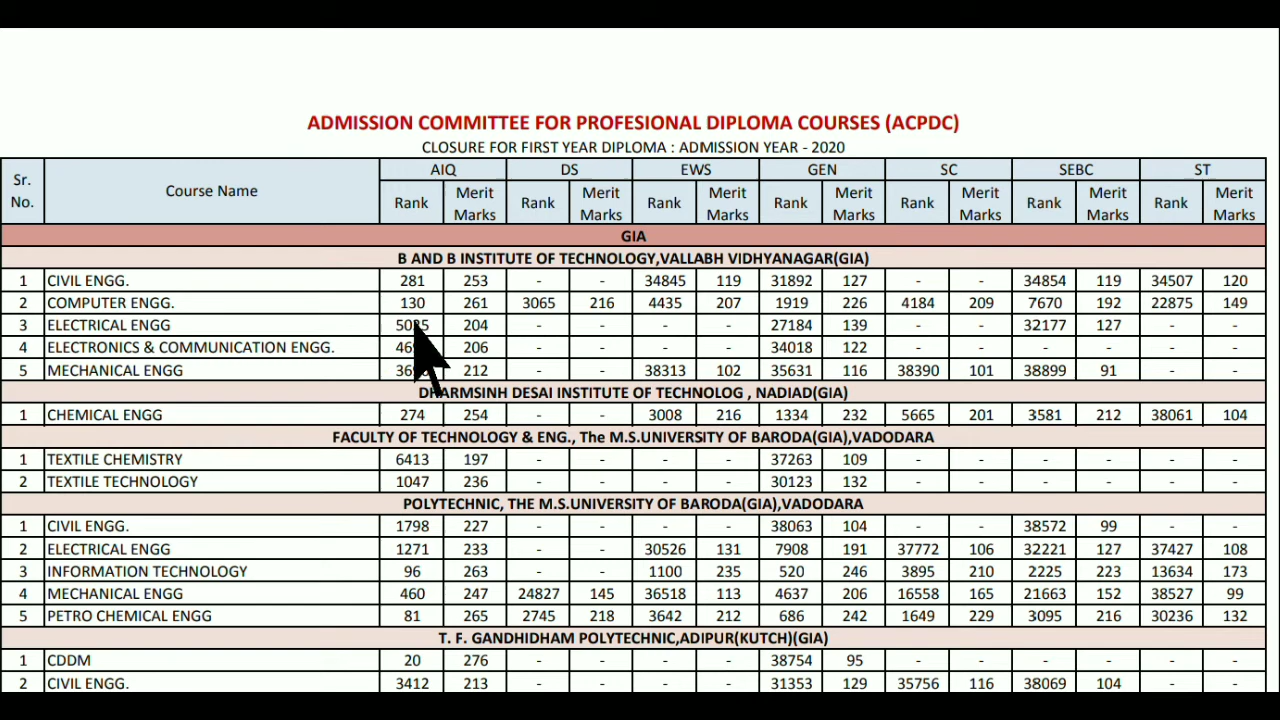 ADMISSION COMMITTEE FOR PROFESIONAL DIPLOMA COURSES (ACPDC)
CLOSURE FOR FIRST YEAR DIPLOMA : ADMISSION YEAR - 2020
Sr. No. Course Name AIQ DS EWS GEN SC SEBC ST
Rank Merit Marks Rank Merit Marks Rank Merit Marks Rank Merit Marks Rank Merit Marks Rank Merit Marks Rank Merit Marks
GIA
B AND B INSTITUTE OF TECHNOLOGY,VALLABH VIDHYANAGAR(GIA)
1 CIVIL ENGG. 281 253 - - 34845 119 31892 127 - - 34854 119 34507 120
2 COMPUTER ENGG. 130 261 3065 216 4435 207 1919 226 4184 209 7670 192 22875 149
3 ELECTRICAL ENGG 204 - - - - 27184 139 - - 32177 127 - -
4 ELECTRONICS & COMMUNICATION ENGG. 206 - - - - 34018 122 - - - - - -
5 MECHANICAL ENGG 212 - - 38313 102 35631 116 38390 101 38899 91 - -
DHARMSINH DESAI INSTITUTE OF TECHNOLOG , NADIAD(GIA)
1 CHEMICAL ENGG 274 254 - - 3008 216 1334 232 5665 201 3581 212 38061 104
FACULTY OF TECHNOLOGY & ENG., The M.S.UNIVERSITY OF BARODA(GIA),VADODARA
1 TEXTILE CHEMISTRY 6413 197 - - - - 37263 109 - - - - - -
2 TEXTILE TECHNOLOGY 1047 236 - - - - 30123 132 - - - - - -
POLYTECHNIC, THE M.S.UNIVERSITY OF BARODA(GIA),VADODARA
1 CIVIL ENGG. 1798 227 - - - - 38063 104 - - 38572 99 - -
2 ELECTRICAL ENGG 1271 233 - - 30526 131 7908 191 37772 106 32221 127 37427 108
3 INFORMATION TECHNOLOGY 96 263 - - 1100 235 520 246 3895 210 2225 223 13634 173
4 MECHANICAL ENGG 460 247 24827 145 36518 113 4637 206 16558 165 21663 152 38527 99
5 PETRO CHEMICAL ENGG 81 265 2745 218 3642 212 686 242 1649 229 3095 216 30236 132
T. F. GANDHIDHAM POLYTECHNIC,ADIPUR(KUTCH)(GIA)
1 CDDM 20 276 - - - - 38754 95 - - - - - -
2 CIVIL ENGG. 3412 213 - - - - 31353 129 35756 116 38069 104 - -